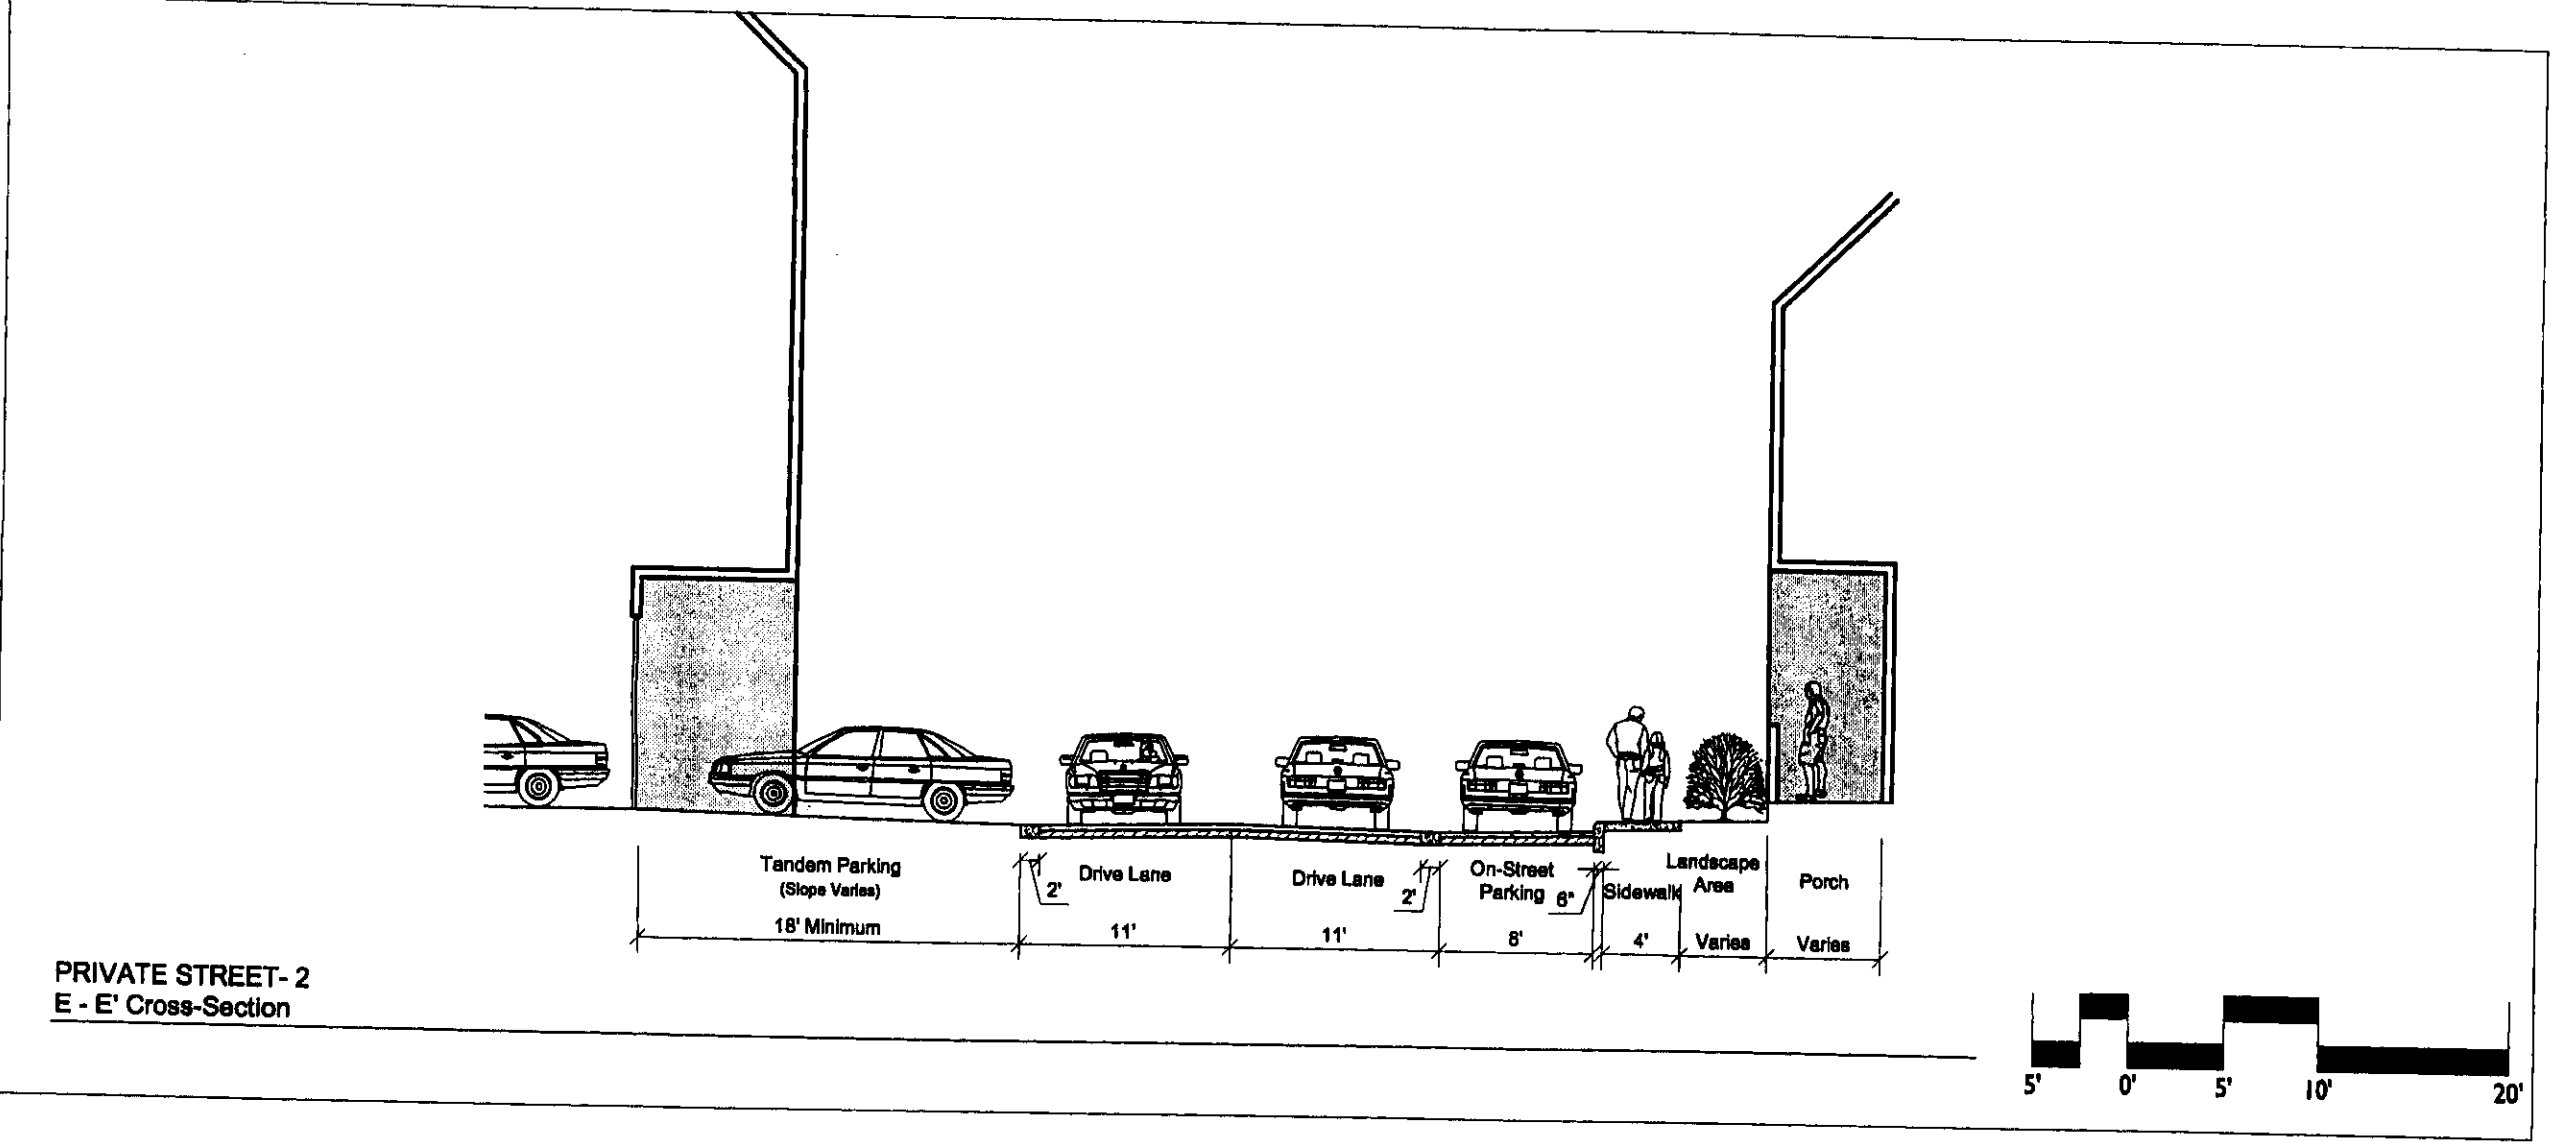 Tandem Parking
(Slope Varies)
18' Minimum
2'
Drive Lane
11'
Drive Lane
2'
11'
On-Street
Parking
6"
8'
Sidewalk
4'
Landscape
Area
Varies
Porch
Varies
PRIVATE STREET- 2
E - E' Cross-Section
5' 0' 5' 10' 20'